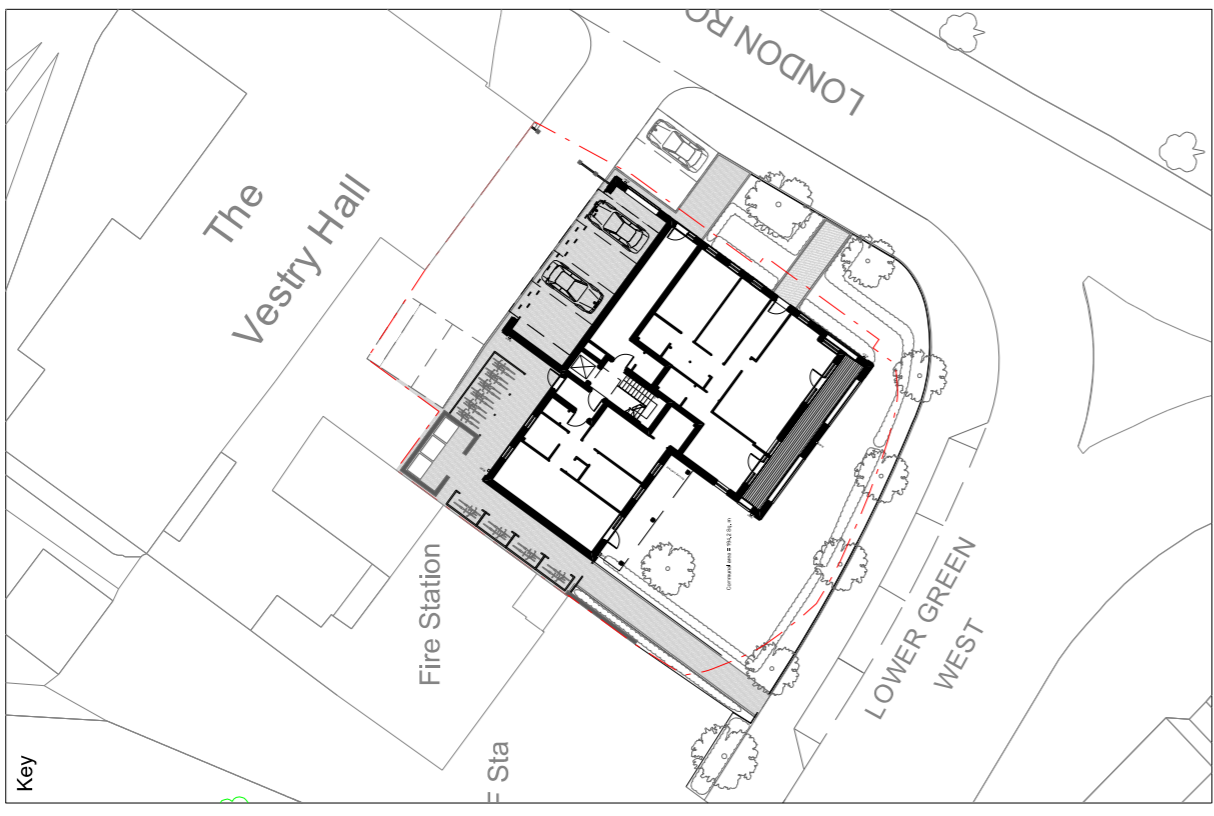 LONDON RO
The
Vestry Hall
Fire Station
LOWER GREEN
WEST
Sta
Key